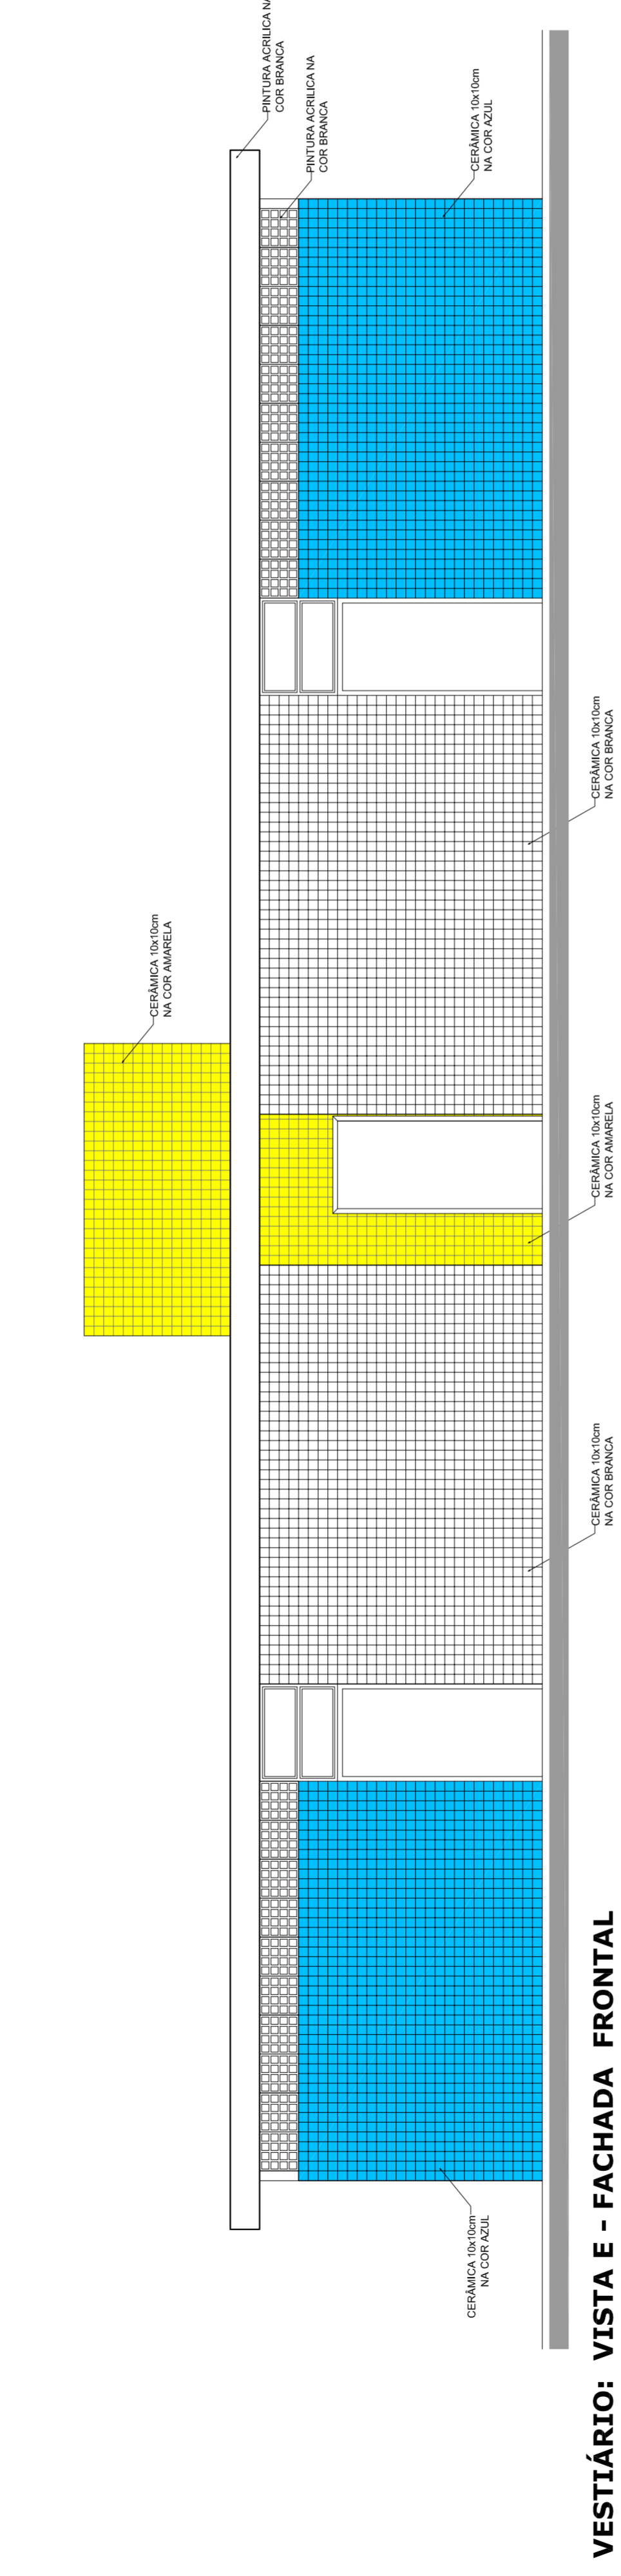 PINTURA ACRILICA NA
COR BRANCA
PINTURA ACRILICA NA
COR BRANCA
CERÂMICA 10x10cm
NA COR AZUL
CERÂMICA 10x10cm
NA COR AMARELA
CERÂMICA 10x10cm
NA COR BRANCA
CERÂMICA 10x10cm
NA COR AMARELA
CERÂMICA 10x10cm
NA COR BRANCA
CERÂMICA 10x10cm
NA COR AZUL
VESTIÁRIO: VISTA E - FACHADA FRONTAL